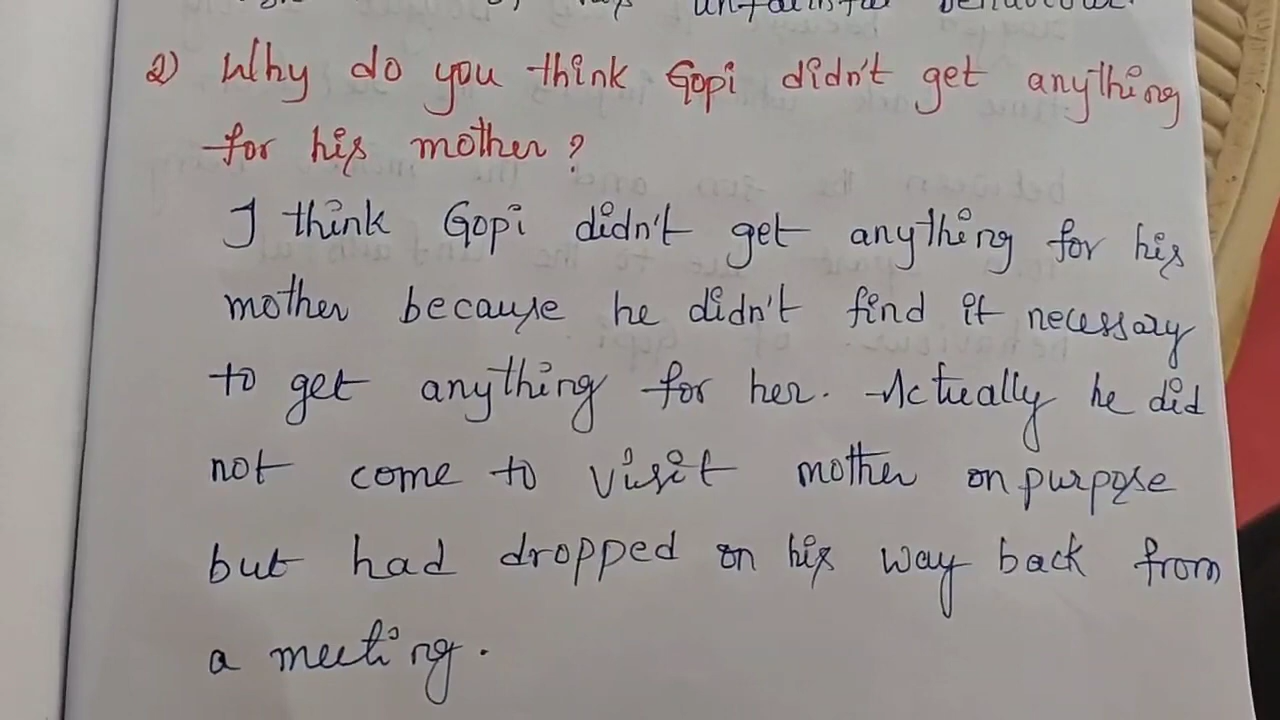 unfaithful behaviour.
2) Why do you think Gopi didn't get anything
for his mother?
I think Gopi didn't get anything for his
mother because he didn't find it necessary
to get anything for her. Actually he did
not come to visit mother on purpose
but had dropped on his way back from
a meeting.